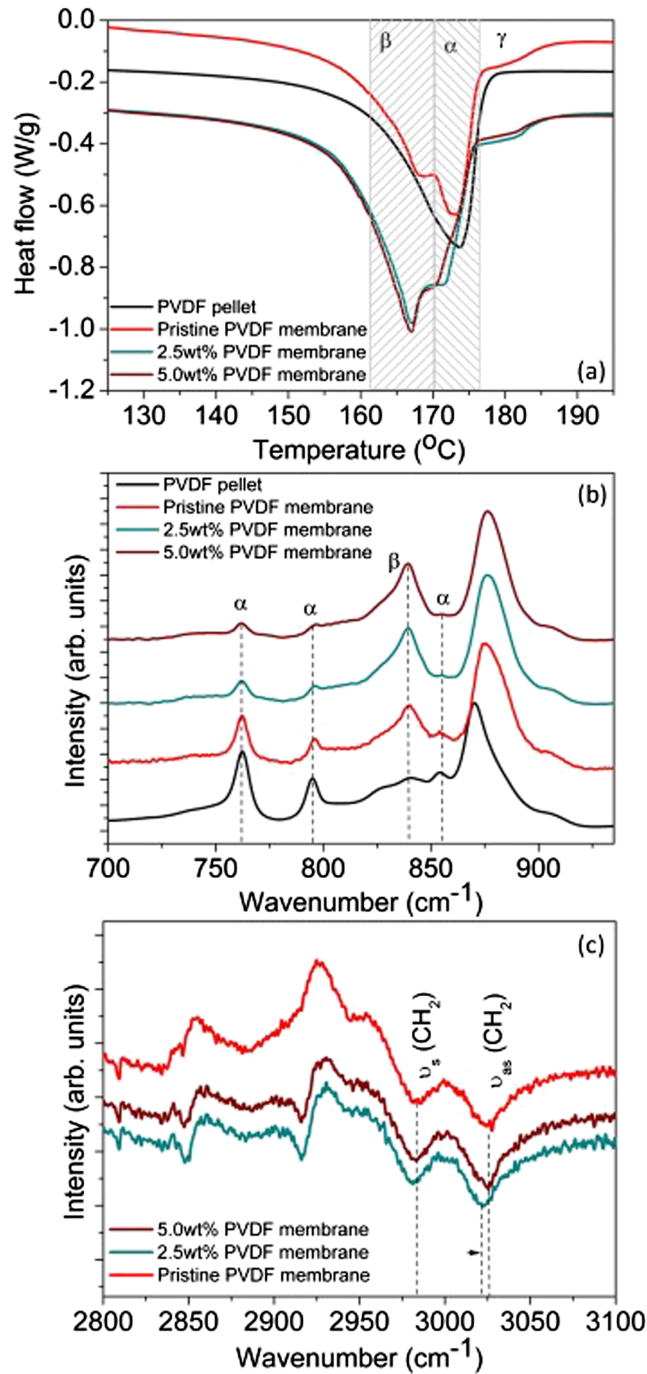 0.0
-0.2
-0.4
-0.6
-0.8
-1.0
-1.2
Heat flow (W/g)
β
α
γ
PVDF pellet
Pristine PVDF membrane
2.5wt% PVDF membrane
5.0wt% PVDF membrane
(a)
130 140 150 160 170 180 190
Temperature (°C)
PVDF pellet
Pristine PVDF membrane
2.5wt% PVDF membrane
5.0wt% PVDF membrane
(b)
β
α
α
α
Intensity (arb. units)
700 750 800 850 900
Wavenumber (cm⁻¹)
(c)
υs (CH2)
υas (CH2)
Intensity (arb. units)
5.0wt% PVDF membrane
2.5wt% PVDF membrane
Pristine PVDF membrane
2800 2850 2900 2950 3000 3050 3100
Wavenumber (cm⁻¹)